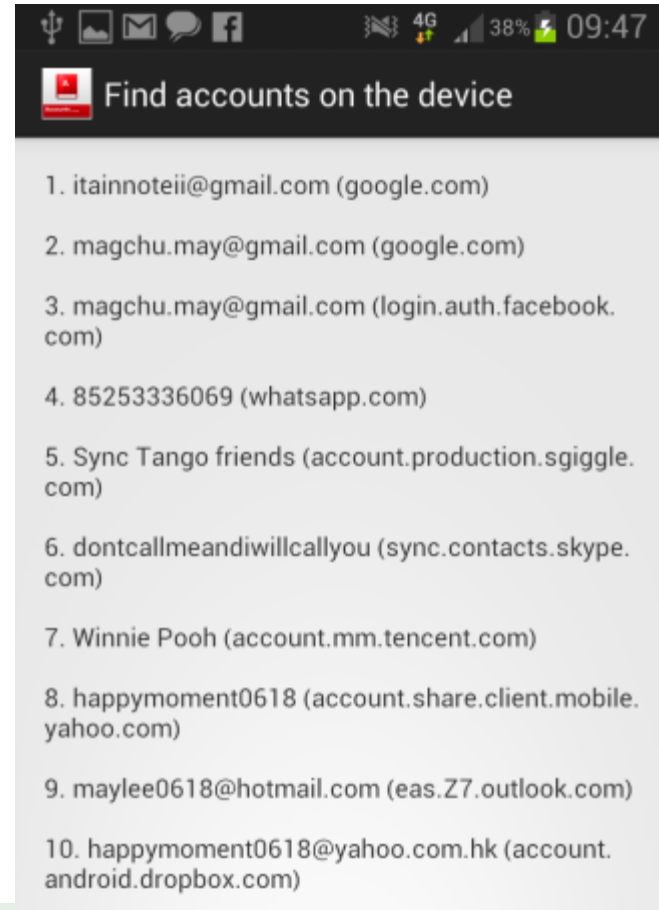 4G 38% 09:47
Find accounts on the device
1. itainnoteii@gmail.com (google.com)
2. magchu.may@gmail.com (google.com)
3. magchu.may@gmail.com (login.auth.facebook.
com)
4. 85253336069 (whatsapp.com)
5. Sync Tango friends (account.production.sgiggle.
com)
6. dontcallmeandiwillcallyou (sync.contacts.skype.
com)
7. Winnie Pooh (account.mm.tencent.com)
8. happymoment0618 (account.share.client.mobile.
yahoo.com)
9. maylee0618@hotmail.com (eas.Z7.outlook.com)
10. happymoment0618@yahoo.com.hk (account.
android.dropbox.com)